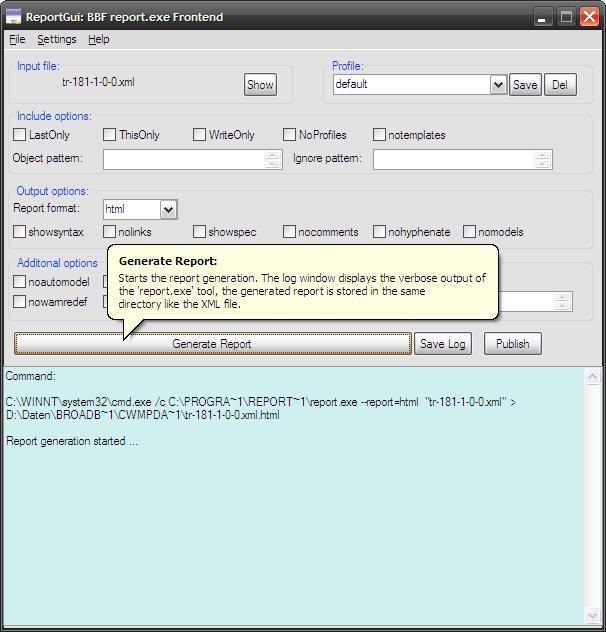 ReportGui: BBF report.exe Frontend
File Settings Help
Input file:
Profile:
tr-181-1-0-0.xml
Show
default
Save
Del
Include options:
LastOnly ThisOnly WriteOnly NoProfiles notemplates
Object pattern:
Ignore pattern:
Output options:
Report format:
html
showsyntax nolinks showspec nocomments nohyphenate nomodels
Additonal options
noautomodel
nowarnredef
Generate Report:
Starts the report generation. The log window displays the verbose output of
the 'report.exe' tool, the generated report is stored in the same
directory like the XML file.
Generate Report
Save Log
Publish
Command:
C:\WINNT\system32\cmd.exe /c C:\PROGRA~1\REPORT~1\report.exe --report=html "tr-181-1-0-0.xml" >
D:\Daten\BROADB~1\CWMPDA~1\tr-181-1-0-0.xml.html
Report generation started ...